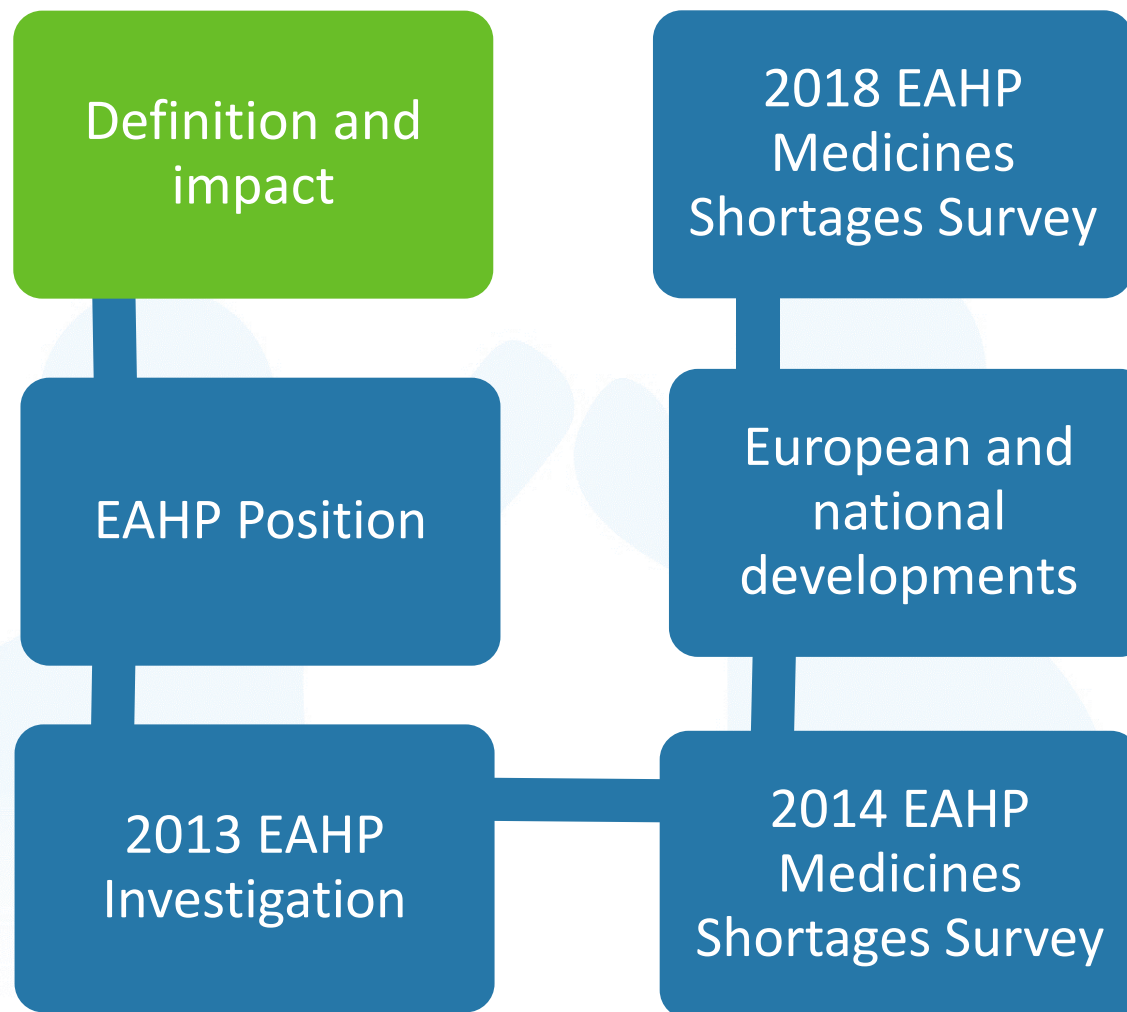 Definition and
impact
EAHP Position
2013 EAHP
Investigation
2014 EAHP
Medicines
Shortages Survey
European and
national
developments
2018 EAHP
Medicines
Shortages Survey